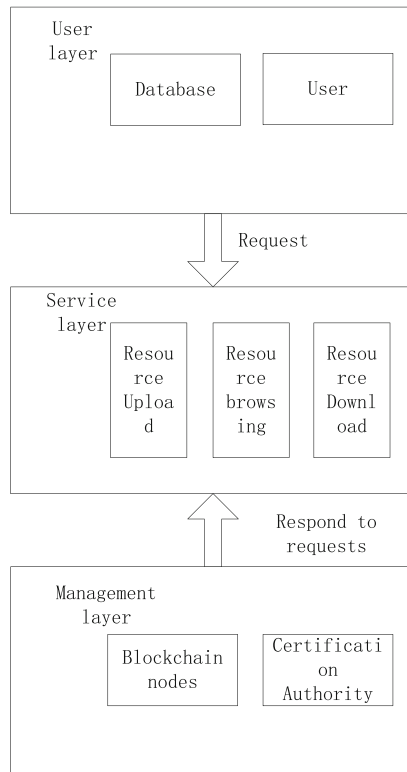 User
layer
Database
User
Request
Service
layer
Resou
rce
Uploa
d
Resou
rce
brows
ing
Resou
rce
Downl
oad
Respond to
requests
Management
layer
Blockchain
nodes
Certificati
on
Authority